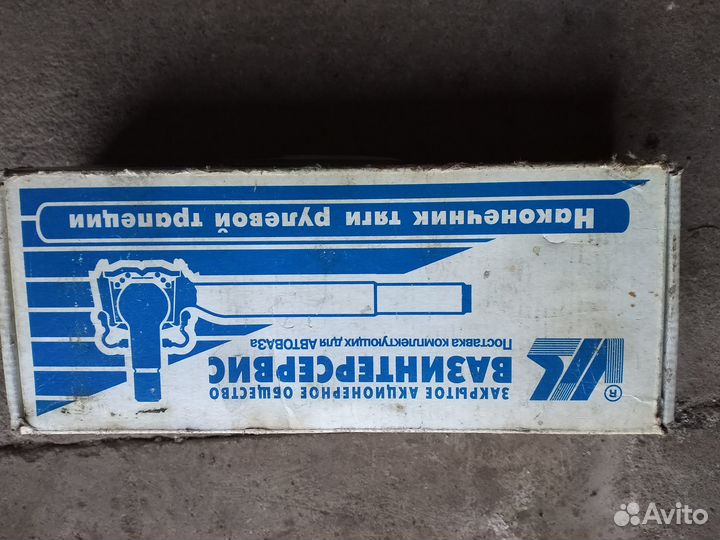 ЗАКРЫТОЕ АКЦИОНЕРНОЕ ОБЩЕСТВО
ВАЗИНТЕРСЕРВИС
Поставка комплектующих для АВТОВАЗа
®
Наконечник тяги рулевой трапеции
Avito